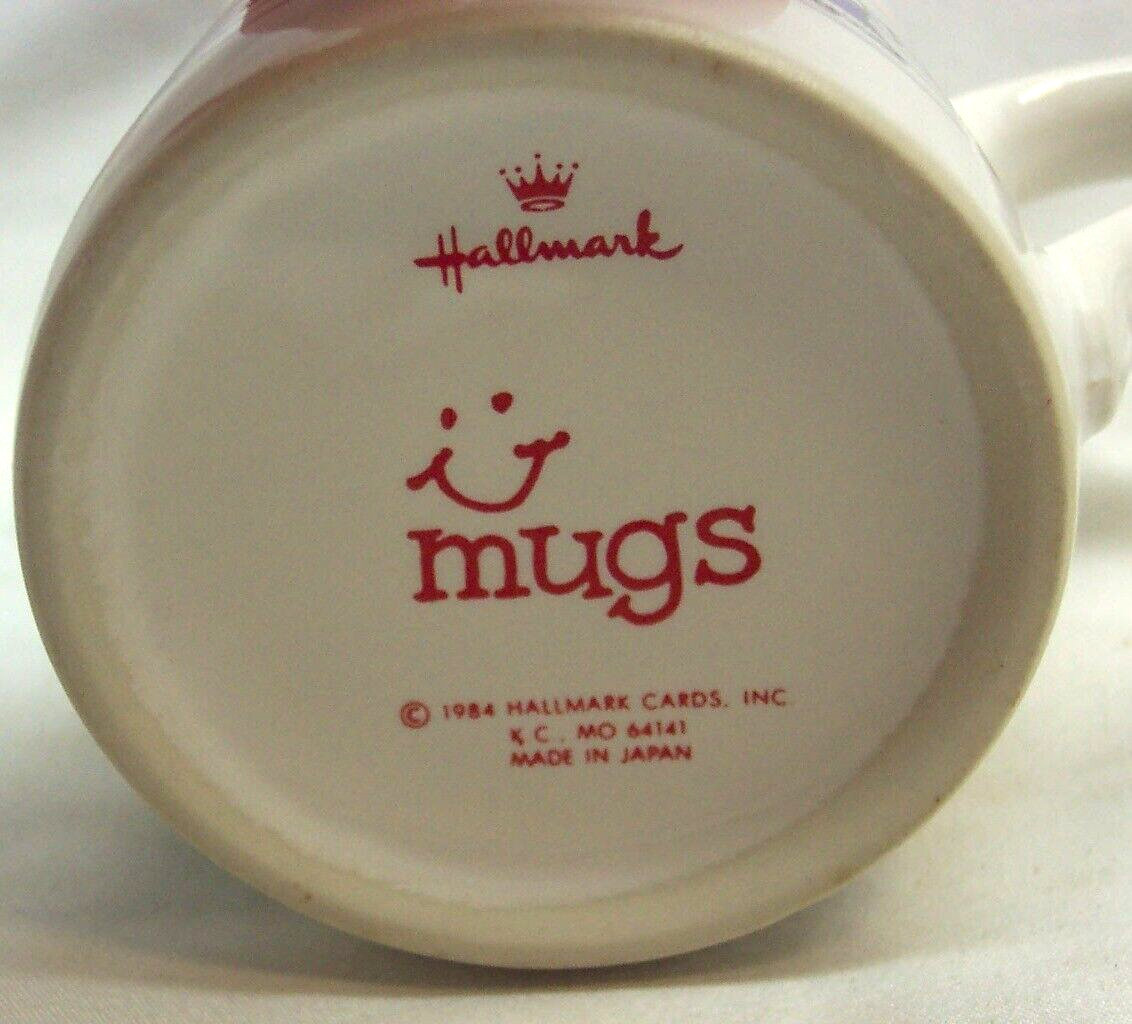 Hallmark
mugs
© 1984 HALLMARK CARDS, INC.
K.C., MO 64141
MADE IN JAPAN